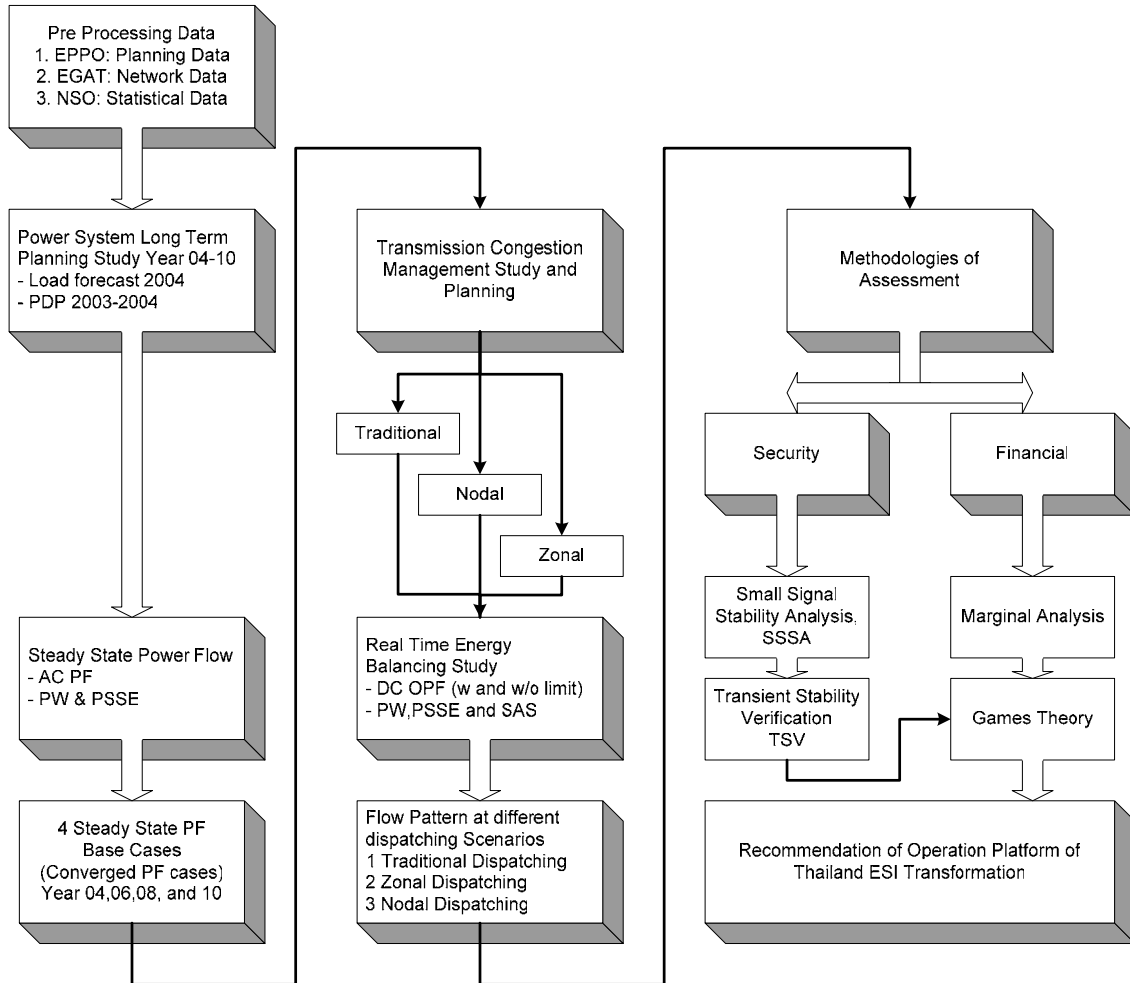 Pre Processing Data
1. EPPO: Planning Data
2. EGAT: Network Data
3. NSO: Statistical Data
Power System Long Term
Planning Study Year 04-10
- Load forecast 2004
- PDP 2003-2004
Steady State Power Flow
- AC PF
- PW & PSSE
4 Steady State PF
Base Cases
(Converged PF cases)
Year 04,06,08, and 10
Transmission Congestion
Management Study and
Planning
Traditional
Nodal
Zonal
Real Time Energy
Balancing Study
- DC OPF (w and w/o limit)
- PW,PSSE and SAS
Flow Pattern at different
dispatching Scenarios
1 Traditional Dispatching
2 Zonal Dispatching
3 Nodal Dispatching
Methodologies of
Assessment
Security
Financial
Small Signal
Stability Analysis,
SSSA
Marginal Analysis
Transient Stability
Verification
TSV
Games Theory
Recommendation of Operation Platform of
Thailand ESI Transformation